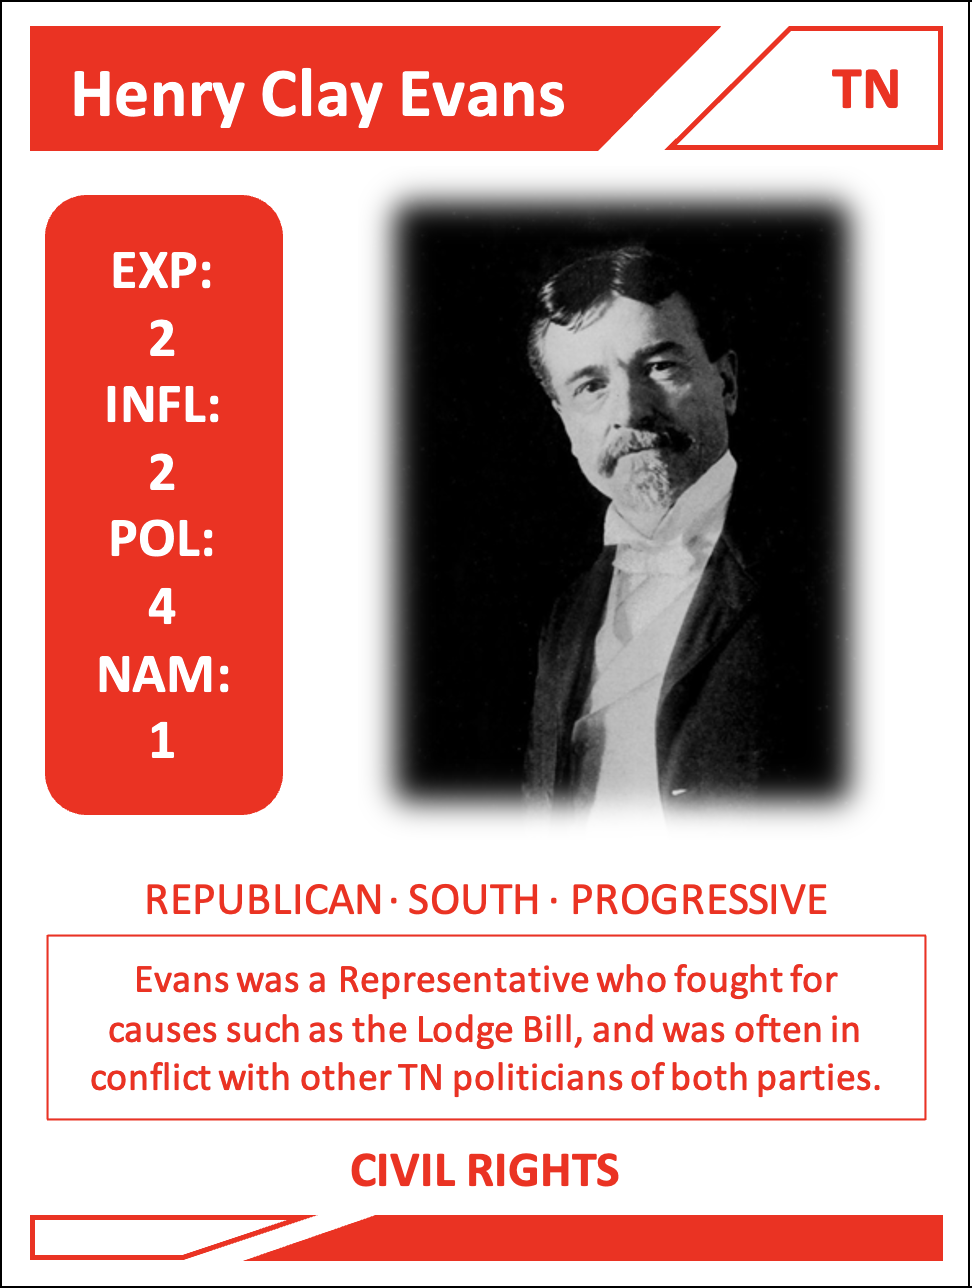 Henry Clay Evans
TN
EXP:
2
INFL:
2
POL:
4
NAM:
1
REPUBLICAN · SOUTH · PROGRESSIVE
Evans was a Representative who fought for
causes such as the Lodge Bill, and was often in
conflict with other TN politicians of both parties.
CIVIL RIGHTS